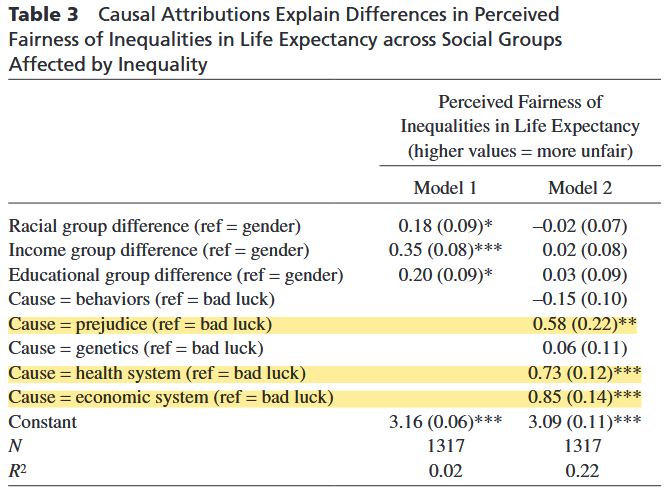 Table 3 Causal Attributions Explain Differences in Perceived
Fairness of Inequalities in Life Expectancy across Social Groups
Affected by Inequality
Perceived Fairness of
Inequalities in Life Expectancy
(higher values = more unfair)
Model 1 Model 2
Racial group difference (ref = gender) 0.18 (0.09)* –0.02 (0.07)
Income group difference (ref = gender) 0.35 (0.08)*** 0.02 (0.08)
Educational group difference (ref = gender) 0.20 (0.09)* 0.03 (0.09)
Cause = behaviors (ref = bad luck) –0.15 (0.10)
Cause = prejudice (ref = bad luck) 0.58 (0.22)**
Cause = genetics (ref = bad luck) 0.06 (0.11)
Cause = health system (ref = bad luck) 0.73 (0.12)***
Cause = economic system (ref = bad luck) 0.85 (0.14)***
Constant 3.16 (0.06)*** 3.09 (0.11)***
N 1317 1317
R² 0.02 0.22